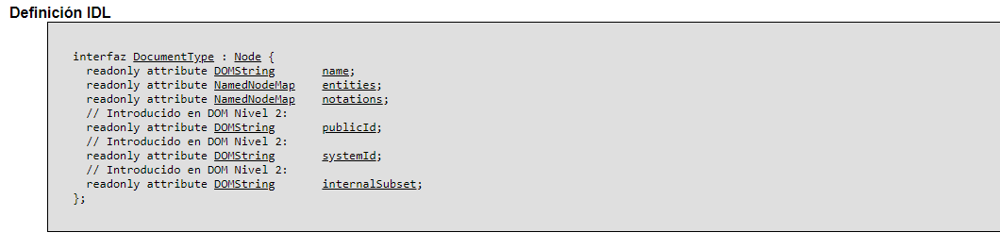 Definición IDL
interfaz DocumentType : Node {
  readonly attribute DOMString       name;
  readonly attribute NamedNodeMap    entities;
  readonly attribute NamedNodeMap    notations;
  // Introducido en DOM Nivel 2:
  readonly attribute DOMString       publicId;
  // Introducido en DOM Nivel 2:
  readonly attribute DOMString       systemId;
  // Introducido en DOM Nivel 2:
  readonly attribute DOMString       internalSubset;
};